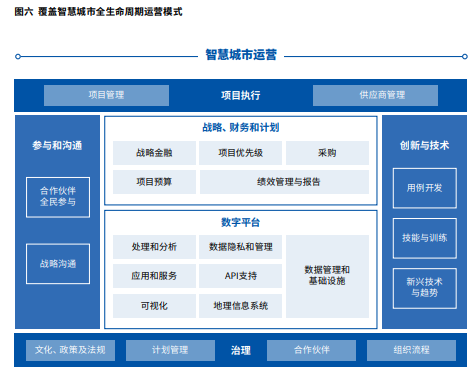 图六 覆盖智慧城市全生命周期运营模式
智慧城市运营
项目管理
项目执行
供应商管理
参与和沟通
合作伙伴
全民参与
战略沟通
战略、财务和计划
战略金融
项目优先级
采购
项目预算
绩效管理与报告
数字平台
处理和分析
数据隐私和管理
应用和服务
API支持
可视化
地理信息系统
数据管理和
基础设施
创新与技术
用例开发
技能与训练
新兴技术
与趋势
文化、政策及法规
计划管理
治理
合作伙伴
组织流程